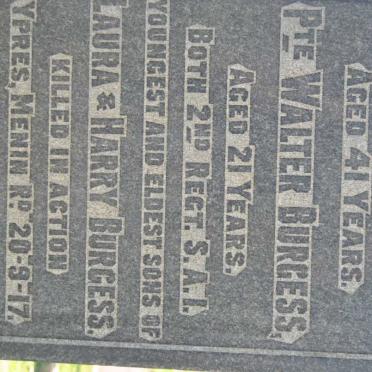 AGED 41 YEARS.
PTE WALTER BURGESS,
AGED 21 YEARS.
BOTH 2ND REGT. S.A.I.
YOUNGEST AND ELDEST SONS OF
LAURA & HARRY BURGESS.
KILLED IN ACTION
YPRES, MENIN RD 20-9-17.